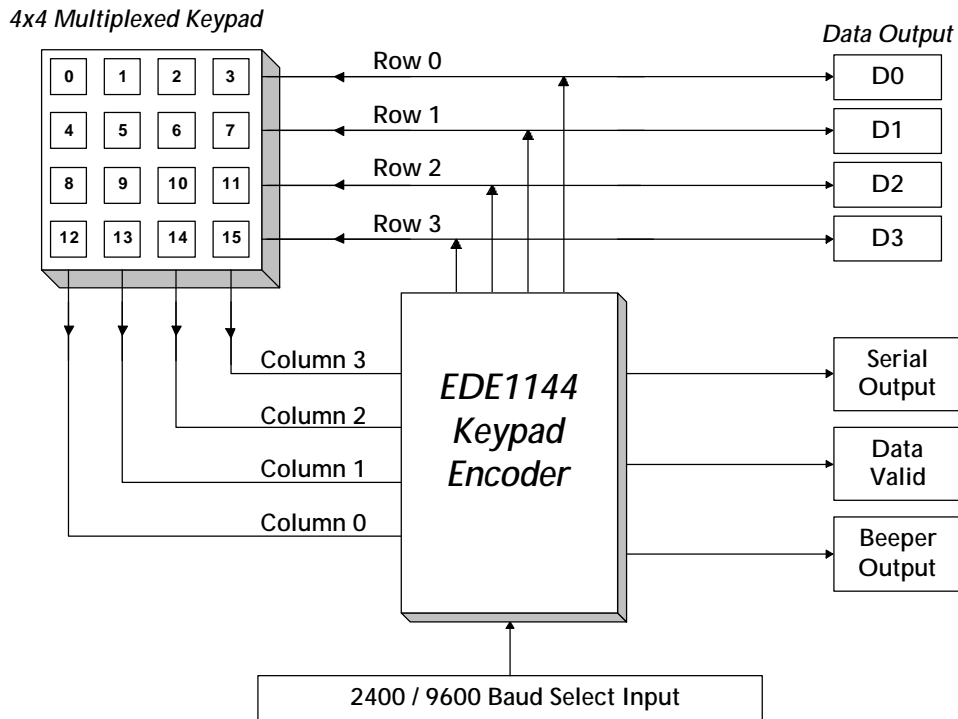 4x4 Multiplexed Keypad
Data Output
0 1 2 3
Row 0
D0
4 5 6 7
Row 1
D1
8 9 10 11
Row 2
D2
12 13 14 15
Row 3
D3
Column 3
Column 2
Column 1
Column 0
EDE1144
Keypad
Encoder
Serial
Output
Data
Valid
Beeper
Output
2400 / 9600 Baud Select Input